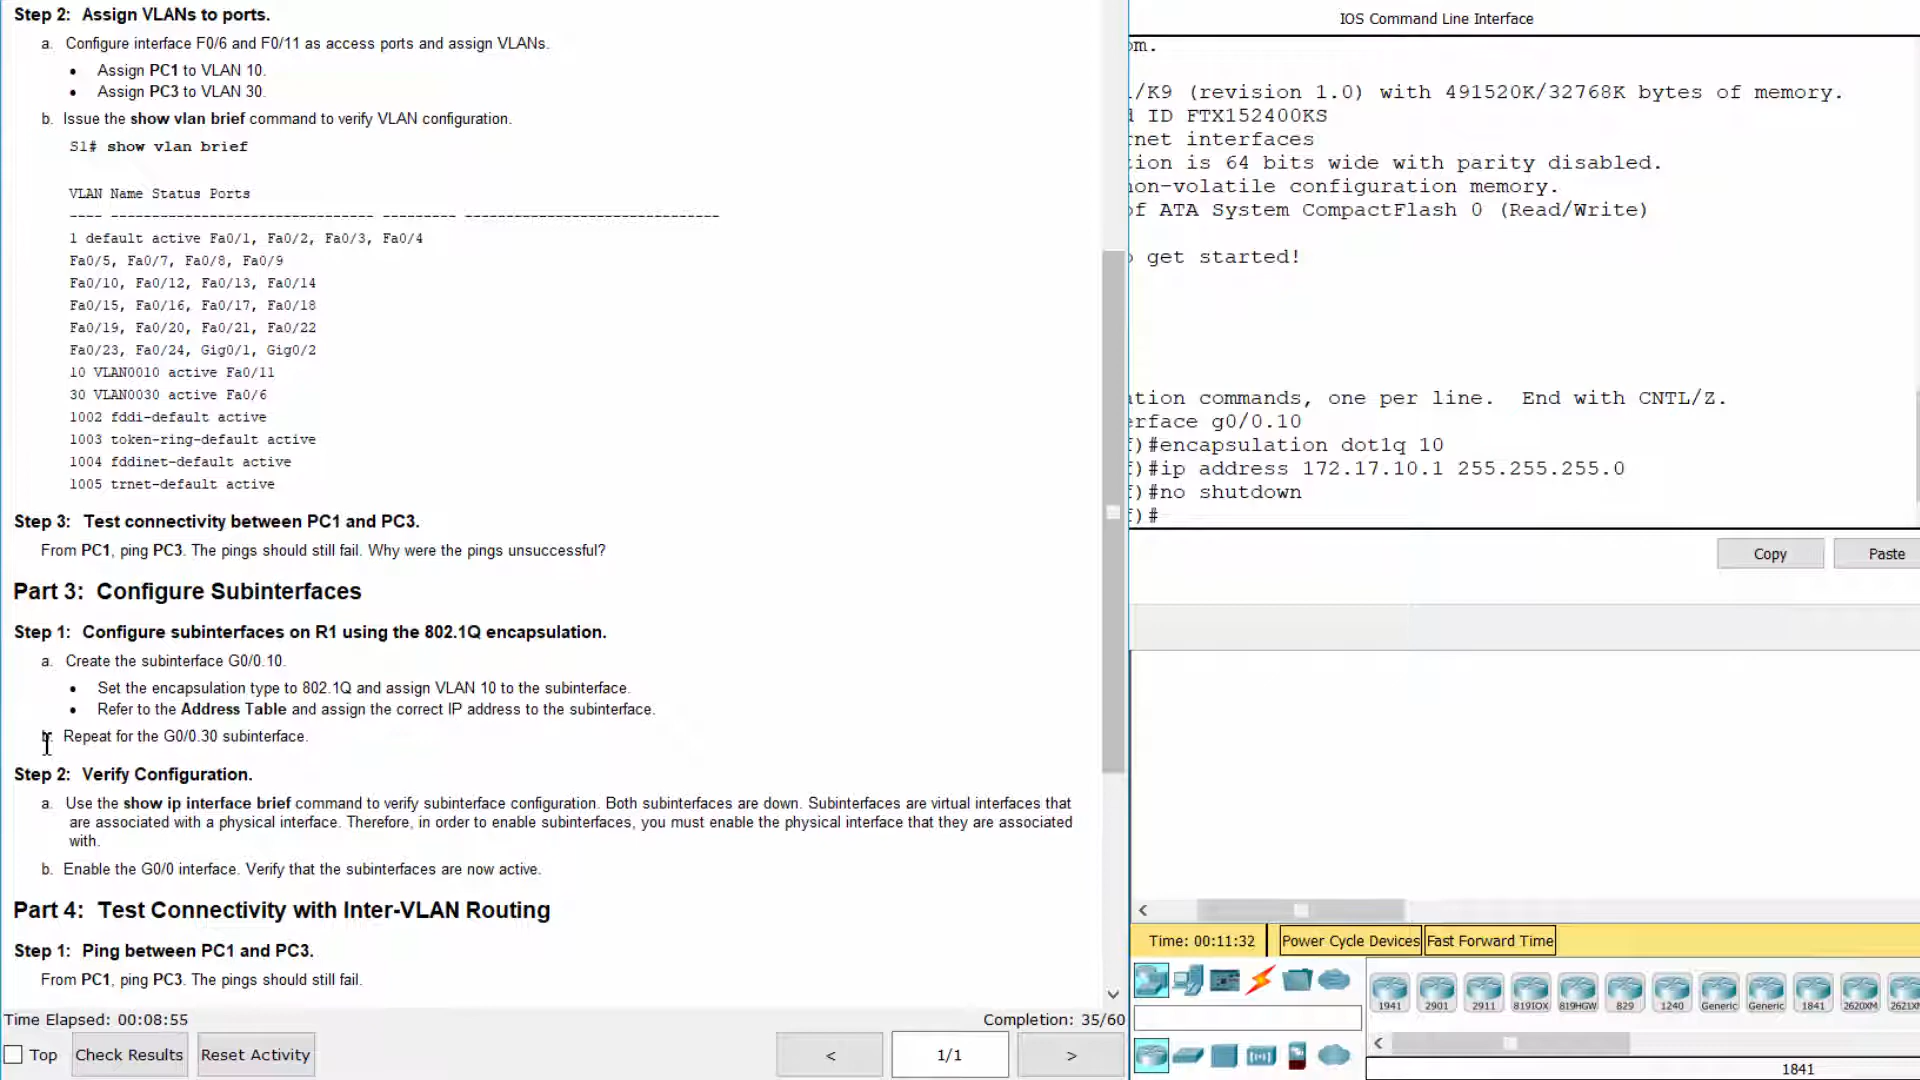 Step 2: Assign VLANs to ports.
a. Configure interface F0/6 and F0/11 as access ports and assign VLANs.
• Assign PC1 to VLAN 10.
• Assign PC3 to VLAN 30.
b. Issue the show vlan brief command to verify VLAN configuration.
S1# show vlan brief
VLAN Name Status Ports
---- -------------------------------- --------- -------------------------------
1 default active Fa0/1, Fa0/2, Fa0/3, Fa0/4
Fa0/5, Fa0/7, Fa0/8, Fa0/9
Fa0/10, Fa0/12, Fa0/13, Fa0/14
Fa0/15, Fa0/16, Fa0/17, Fa0/18
Fa0/19, Fa0/20, Fa0/21, Fa0/22
Fa0/23, Fa0/24, Gig0/1, Gig0/2
10 VLAN0010 active Fa0/11
30 VLAN0030 active Fa0/6
1002 fddi-default active
1003 token-ring-default active
1004 fddinet-default active
1005 trnet-default active
Step 3: Test connectivity between PC1 and PC3.
From PC1, ping PC3. The pings should still fail. Why were the pings unsuccessful?
Part 3: Configure Subinterfaces
Step 1: Configure subinterfaces on R1 using the 802.1Q encapsulation.
a. Create the subinterface G0/0.10.
• Set the encapsulation type to 802.1Q and assign VLAN 10 to the subinterface.
• Refer to the Address Table and assign the correct IP address to the subinterface.
b. Repeat for the G0/0.30 subinterface.
Step 2: Verify Configuration.
a. Use the show ip interface brief command to verify subinterface configuration. Both subinterfaces are down. Subinterfaces are virtual interfaces that
are associated with a physical interface. Therefore, in order to enable subinterfaces, you must enable the physical interface that they are associated
with.
b. Enable the G0/0 interface. Verify that the subinterfaces are now active.
Part 4: Test Connectivity with Inter-VLAN Routing
Step 1: Ping between PC1 and PC3.
From PC1, ping PC3. The pings should still fail.
Time Elapsed: 00:08:55
Completion: 35/60
Top
Check Results
Reset Activity
<
1/1
>
IOS Command Line Interface
om.
/K9 (revision 1.0) with 491520K/32768K bytes of memory.
ID FTX152400KS
net interfaces
tion is 64 bits wide with parity disabled.
non-volatile configuration memory.
of ATA System CompactFlash 0 (Read/Write)
get started!
tion commands, one per line. End with CNTL/Z.
erface g0/0.10
f)#encapsulation dot1q 10
f)#ip address 172.17.10.1 255.255.255.0
f)#no shutdown
f)#
Copy
Paste
Time: 00:11:32
Power Cycle Devices
Fast Forward Time
1941
2901
2911
819IOX
819HGW
829
1240
Generic
Generic
1841
2620XM
2621X
1841